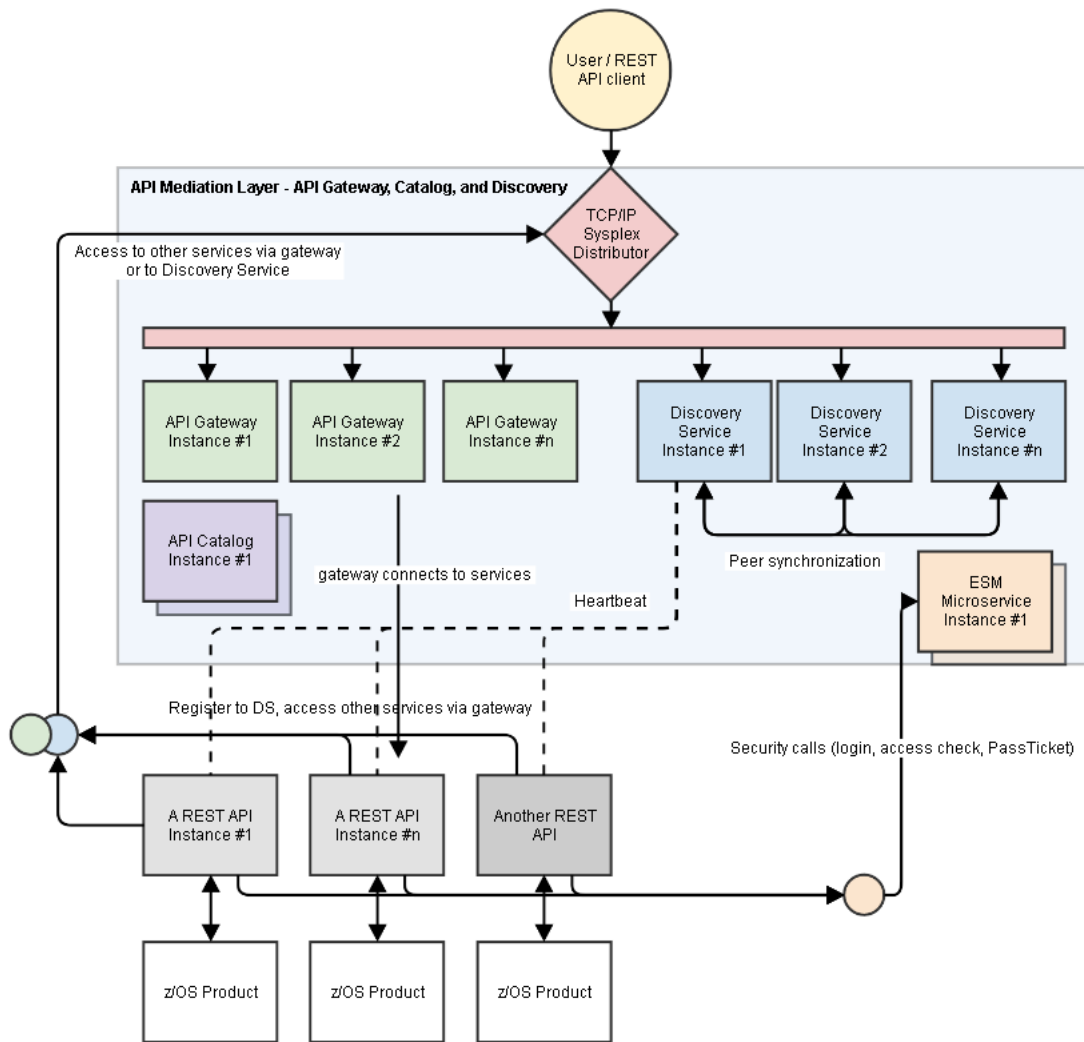 User / REST
API client
API Mediation Layer - API Gateway, Catalog, and Discovery
TCP/IP
Sysplex
Distributor
Access to other services via gateway
or to Discovery Service
API Gateway
Instance #1
API Gateway
Instance #2
API Gateway
Instance #n
Discovery
Service
Instance #1
Discovery
Service
Instance #2
Discovery
Service
Instance #n
API Catalog
Instance #1
gateway connects to services
Peer synchronization
Heartbeat
ESM
Microservice
Instance #1
Register to DS, access other services via gateway
Security calls (login, access check, PassTicket)
A REST API
Instance #1
A REST API
Instance #n
Another REST
API
z/OS Product
z/OS Product
z/OS Product